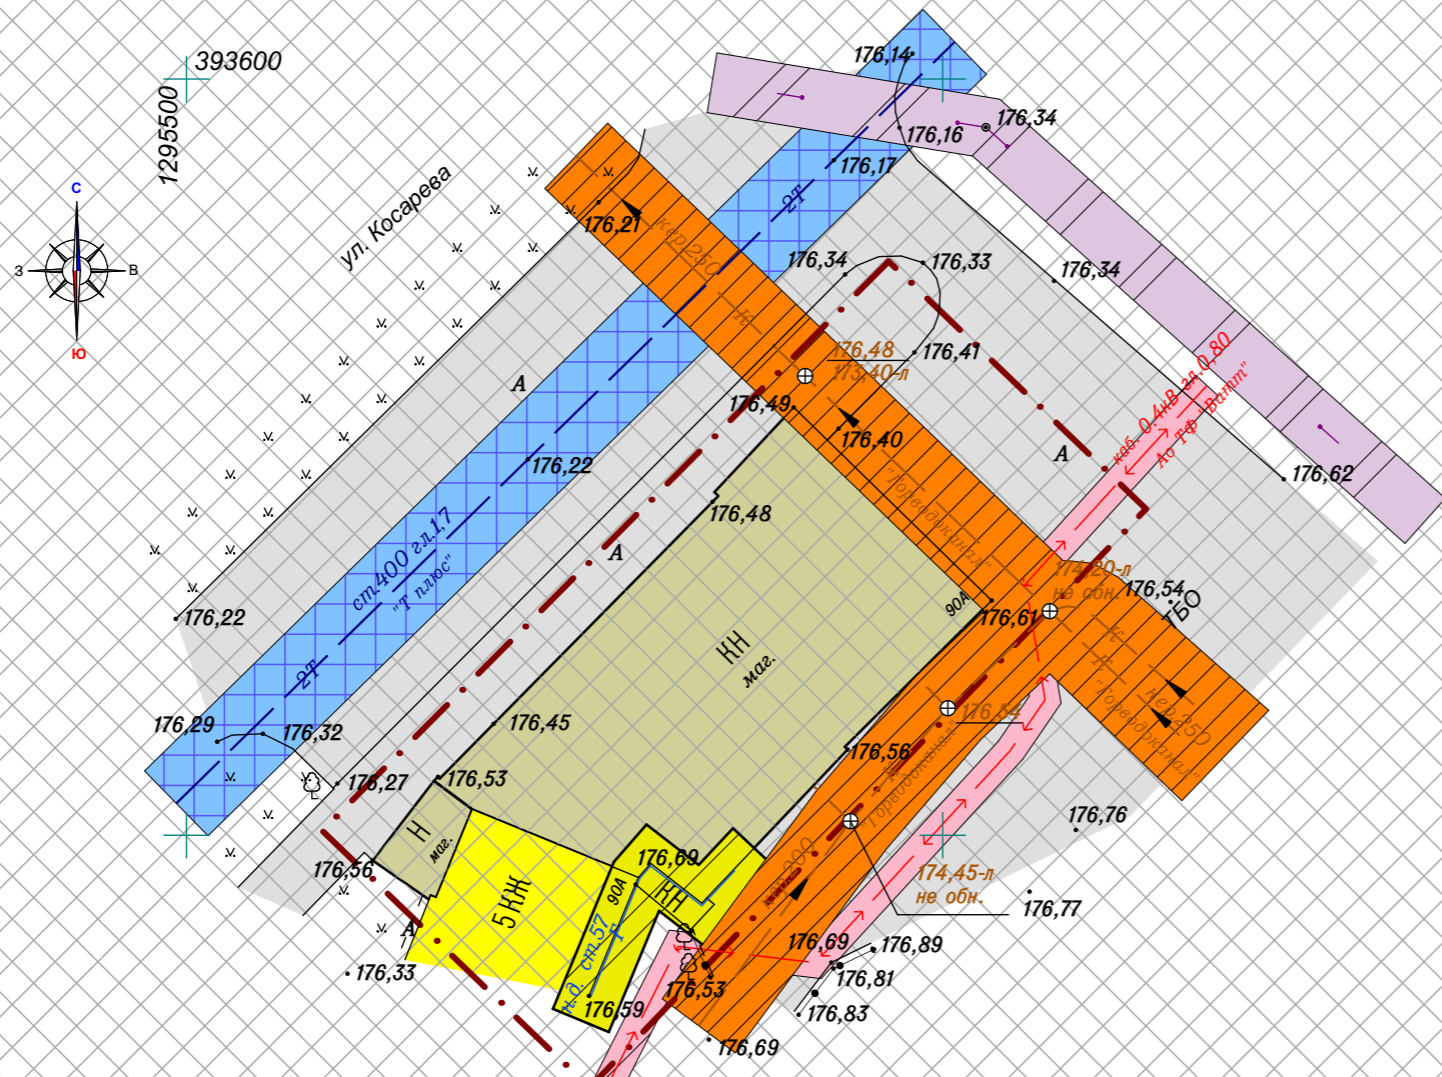 393600
1295500
С
З
В
Ю
ул. Косарева
176,14
176,16
176,34
176,17
2Т
176,21
кер.250
К
176,34
176,33
176,34
176,48
173,40-л
176,41
176,49
176,40
каб. 0.4кВ гл.0,80
Ао ТФ "Ватт"
А
А
176,62
176,22
176,48
"Горводоканал"
ст.400 гл.1,7
"Т плюс"
А
174,20-л
не обн.
176,54
ТБО
90А
176,61
176,22
КН
маг.
К
К
2Т
кер.250
"Горводоканал"
176,29
176,32
176,45
176,54
176,56
К
"Горводоканал"
176,27
176,53
Н
маг.
176,76
176,56
176,69
кер.200
174,45-л
не обн.
5КЖ
90А
КН
176,77
А
н.д. ст.57
Г
176,69
176,89
176,33
176,81
176,53
176,59
176,83
176,69